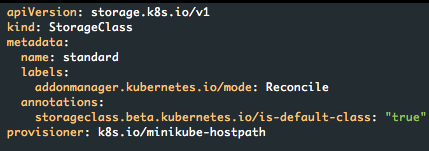 apiVersion: storage.k8s.io/v1
kind: StorageClass
metadata:
  name: standard
  labels:
    addonmanager.kubernetes.io/mode: Reconcile
  annotations:
    storageclass.beta.kubernetes.io/is-default-class: "true"
provisioner: k8s.io/minikube-hostpath